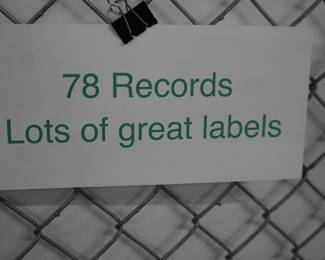 78 Records
Lots of great labels